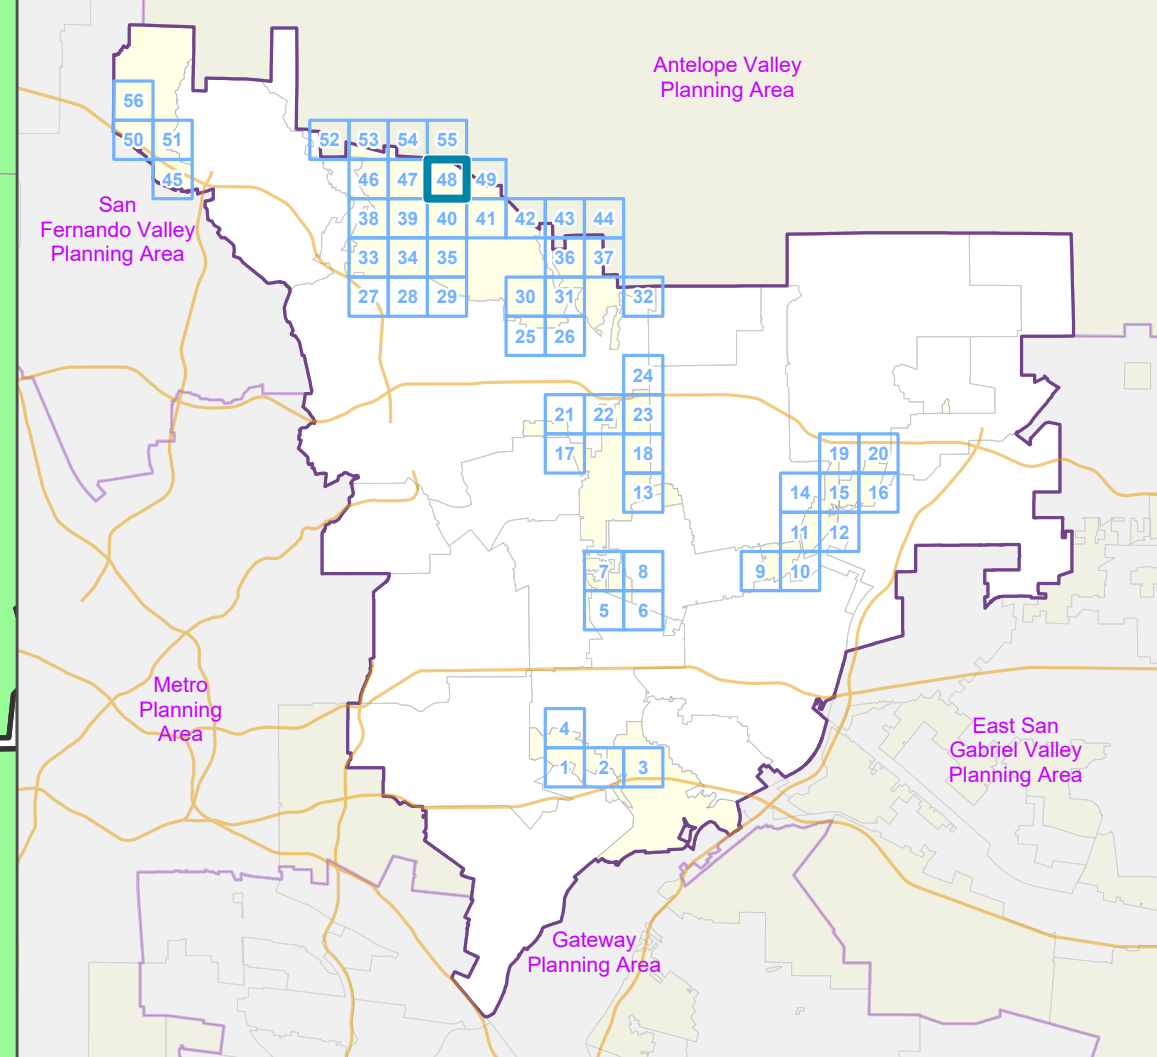 Antelope Valley
Planning Area
56
50 51
45
52 53 54 55
46 47 48 49
38 39 40 41 42 43 44
33 34 35 36 37
27 28 29 30 31 32
25 26
San
Fernando Valley
Planning Area
24
21 22 23
17 18
13
19 20
14 15 16
11 12
9 10
7 8
5 6
Metro
Planning
Area
4
1 2 3
East San
Gabriel Valley
Planning Area
Gateway
Planning Area